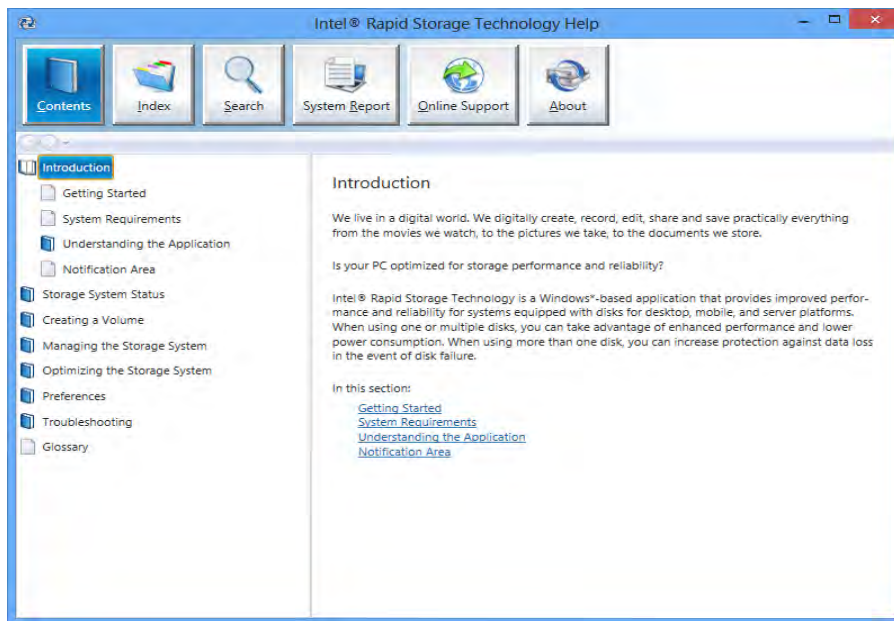 Intel® Rapid Storage Technology Help
Contents
Index
Search
System Report
Online Support
About
Introduction
Getting Started
System Requirements
Understanding the Application
Notification Area
Storage System Status
Creating a Volume
Managing the Storage System
Optimizing the Storage System
Preferences
Troubleshooting
Glossary
Introduction
We live in a digital world. We digitally create, record, edit, share and save practically everything
from the movies we watch, to the pictures we take, to the documents we store.
Is your PC optimized for storage performance and reliability?
Intel® Rapid Storage Technology is a Windows*-based application that provides improved perfor-
mance and reliability for systems equipped with disks for desktop, mobile, and server platforms.
When using one or multiple disks, you can take advantage of enhanced performance and lower
power consumption. When using more than one disk, you can increase protection against data loss
in the event of disk failure.
In this section:
Getting Started
System Requirements
Understanding the Application
Notification Area